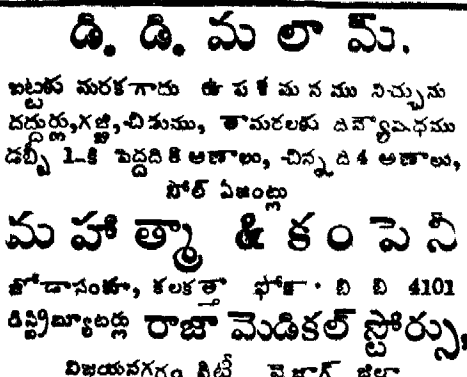 డి. డి. మలామ్.
బట్టకు మరకగాదు ఉపశమనము నిచ్చును
దద్దుర్లు,గజ్జి,చిడుము, తామరలకు దివ్యౌషధము
డబ్బీ 1-కి పెద్దది 8 అణాలు, చిన్నది 4 అణాలు,
సోల్ ఏజంట్లు
మహాత్మా & కంపెని
జోడాసంకూ, కలకత్తా ఫోన్ · బి బి 4101
డిస్ట్రిబ్యూటర్లు రాజా మెడికల్ స్టోర్సు,
విజయనగరం సిటీ వైజాగ్ జిల్లా